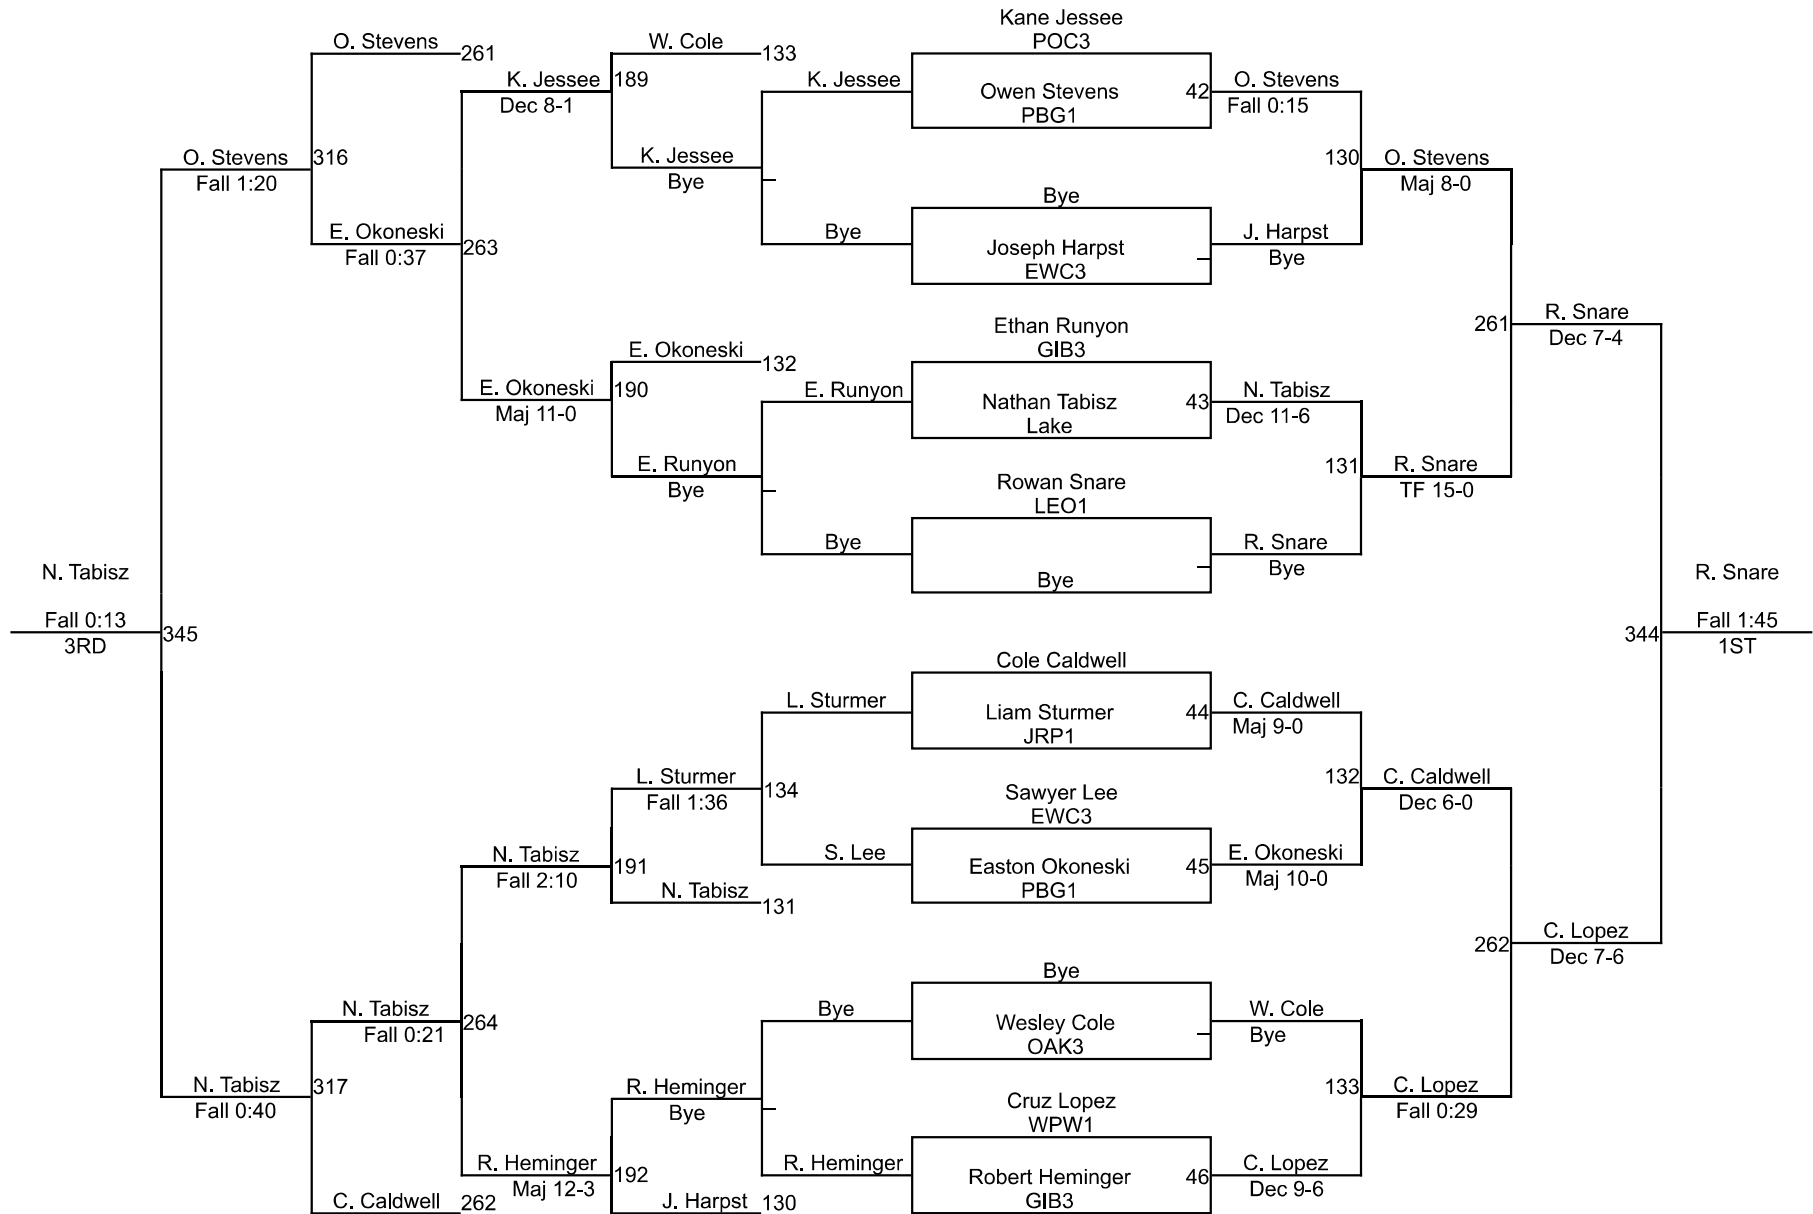 Kane Jessee
POC3
O. Stevens
261
W. Cole
133
K. Jessee
189
Dec 8-1
K. Jessee
Owen Stevens
42
PBG1
O. Stevens
Fall 0:15
O. Stevens
316
Fall 1:20
K. Jessee
Bye
130
O. Stevens
Maj 8-0
Bye
E. Okoneski
263
Fall 0:37
Bye
Joseph Harpst
EWC3
J. Harpst
Bye
Ethan Runyon
GIB3
261
R. Snare
Dec 7-4
E. Okoneski
132
E. Okoneski
190
Maj 11-0
E. Runyon
Nathan Tabisz
43
Lake
N. Tabisz
Dec 11-6
E. Runyon
Bye
131
R. Snare
TF 15-0
Rowan Snare
LEO1
Bye
R. Snare
Bye
Bye
N. Tabisz
Fall 0:13
3RD
345
R. Snare
344
Fall 1:45
1ST
Cole Caldwell
L. Sturmer
Liam Sturmer
44
JRP1
C. Caldwell
Maj 9-0
L. Sturmer
134
Fall 1:36
132
C. Caldwell
Dec 6-0
Sawyer Lee
EWC3
N. Tabisz
191
Fall 2:10
S. Lee
Easton Okoneski
45
PBG1
E. Okoneski
Maj 10-0
N. Tabisz
131
262
C. Lopez
Dec 7-6
Bye
N. Tabisz
264
Fall 0:21
Bye
Wesley Cole
OAK3
W. Cole
Bye
N. Tabisz
317
Fall 0:40
R. Heminger
Bye
133
C. Lopez
Fall 0:29
Cruz Lopez
WPW1
R. Heminger
192
Maj 12-3
R. Heminger
Robert Heminger
46
GIB3
C. Lopez
Dec 9-6
C. Caldwell
262
J. Harpst
130